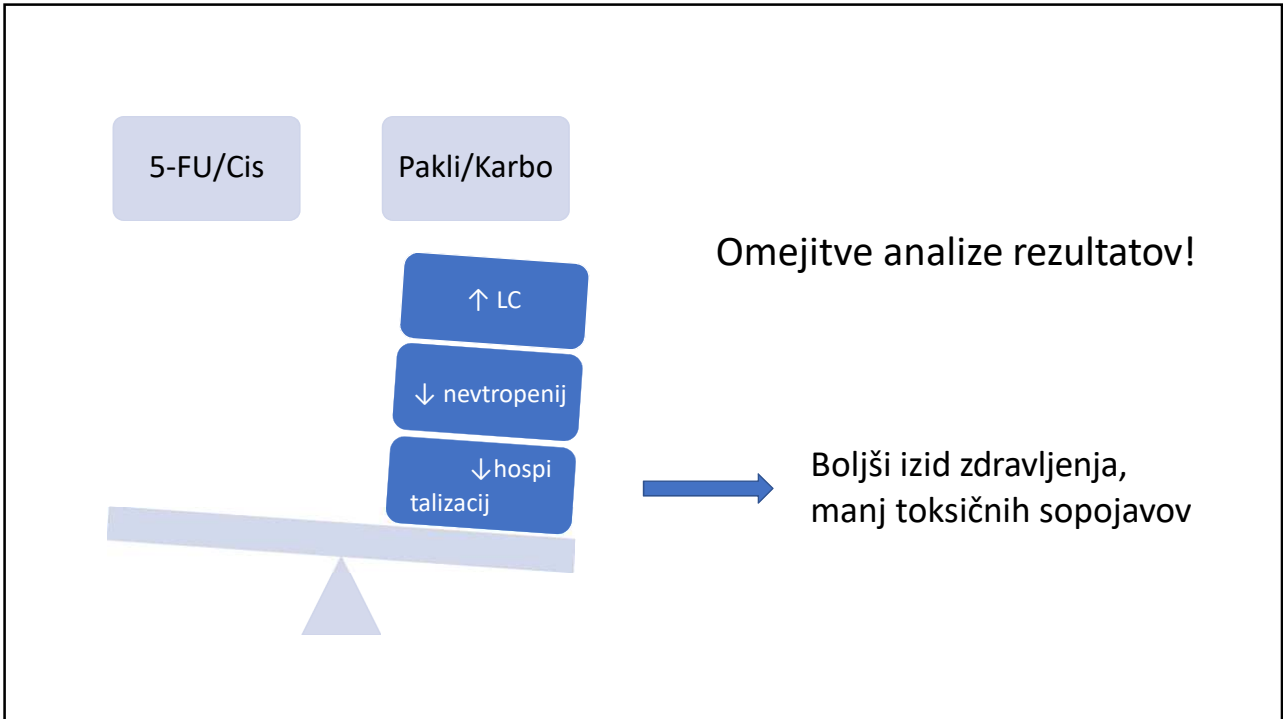 5-FU/Cis
Pakli/Karbo
Omejitve analize rezultatov!
↑ LC
↓ nevtropenij
↓hospi
talizacij
Boljši izid zdravljenja,
manj toksičnih sopojavov